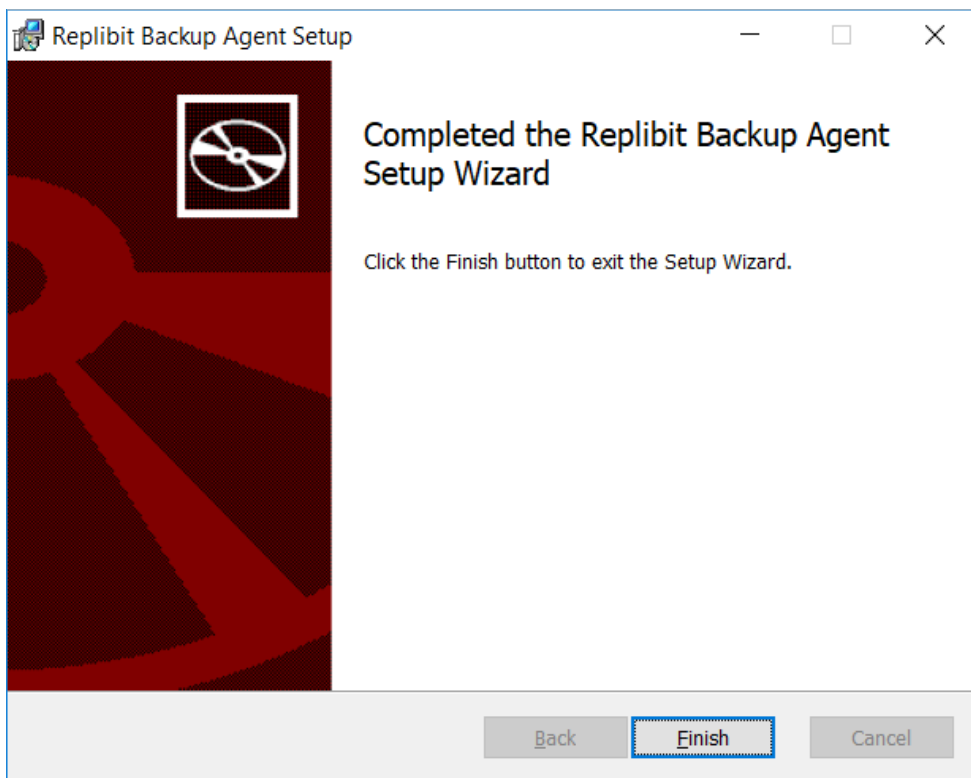 Replibit Backup Agent Setup
Completed the Replibit Backup Agent
Setup Wizard
Click the Finish button to exit the Setup Wizard.
Back Finish Cancel